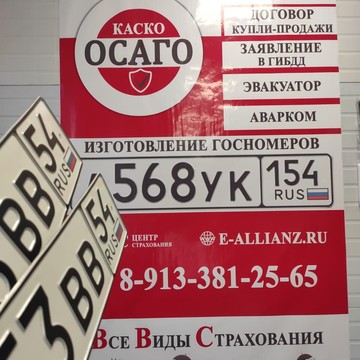 КАСКО
ОСАГО
ДОГОВОР
КУПЛИ-ПРОДАЖИ
ЗАЯВЛЕНИЕ
В ГИБДД
ЭВАКУАТОР
АВАРКОМ
ИЗГОТОВЛЕНИЕ ГОСНОМЕРОВ
568УК 154
RUS
ВВ 54
RUS
3ВВ 54
RUS
ЦЕНТР
СТРАХОВАНИЯ
E-ALLIANZ.RU
8-913-381-25-65
Все Виды Страхования